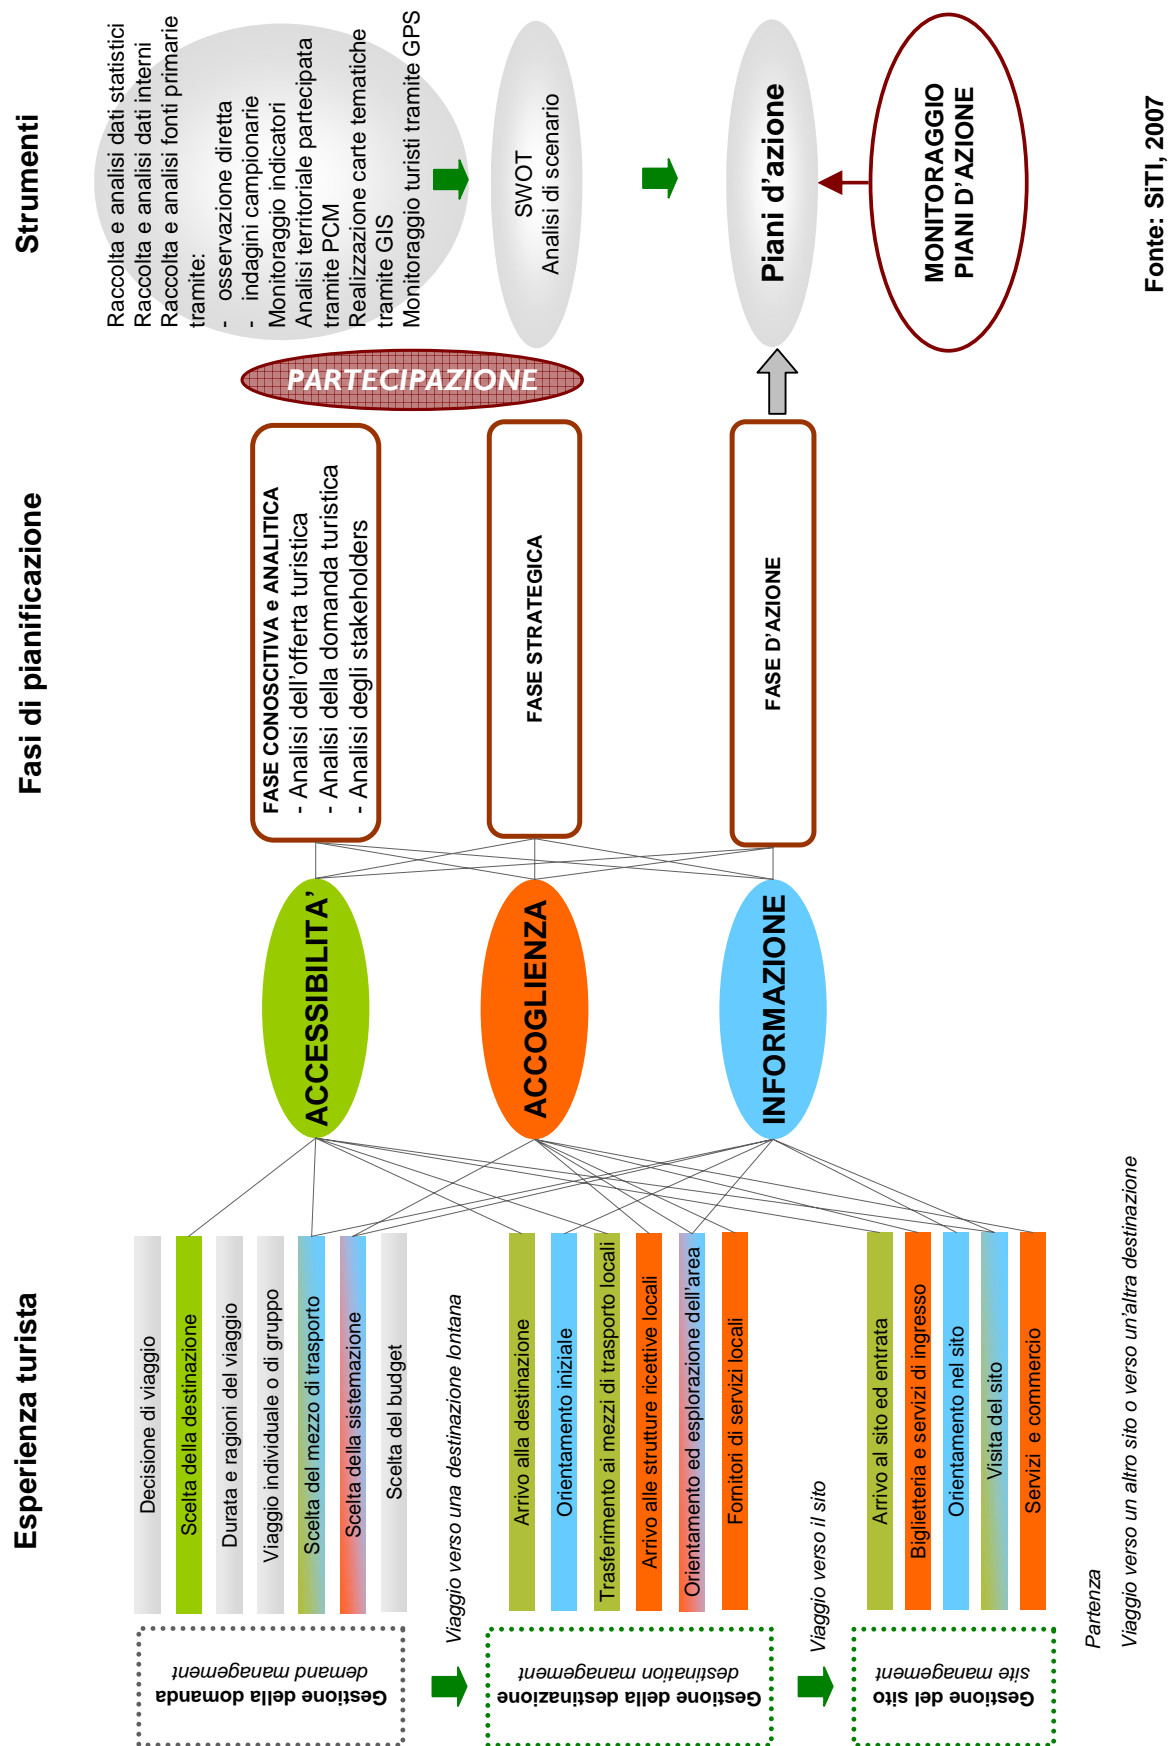 Esperienza turista
Fasi di pianificazione
Strumenti
Gestione della domanda
demand management
Decisione di viaggio
Scelta della destinazione
Durata e ragioni del viaggio
Viaggio individuale o di gruppo
Scelta del mezzo di trasporto
Scelta della sistemazione
Scelta del budget
Viaggio verso una destinazione lontana
Gestione della destinazione
destination management
Arrivo alla destinazione
Orientamento iniziale
Trasferimento ai mezzi di trasporto locali
Arrivo alle strutture ricettive locali
Orientamento ed esplorazione dell'area
Fornitori di servizi locali
Viaggio verso il sito
Gestione del sito
site management
Arrivo al sito ed entrata
Biglietteria e servizi di ingresso
Orientamento nel sito
Visita del sito
Servizi e commercio
Partenza
Viaggio verso un altro sito o verso un'altra destinazione
ACCESSIBILITA'
ACCOGLIENZA
INFORMAZIONE
FASE CONOSCITIVA e ANALITICA
- Analisi dell'offerta turistica
- Analisi della domanda turistica
- Analisi degli stakeholders
FASE STRATEGICA
FASE D'AZIONE
PARTECIPAZIONE
Raccolta e analisi dati statistici
Raccolta e analisi dati interni
Raccolta e analisi fonti primarie
tramite:
- osservazione diretta
- indagini campionarie
Monitoraggio indicatori
Analisi territoriale partecipata
tramite PCM
Realizzazione carte tematiche
tramite GIS
Monitoraggio turisti tramite GPS
SWOT
Analisi di scenario
Piani d'azione
MONITORAGGIO
PIANI D'AZIONE
Fonte: SiTI, 2007